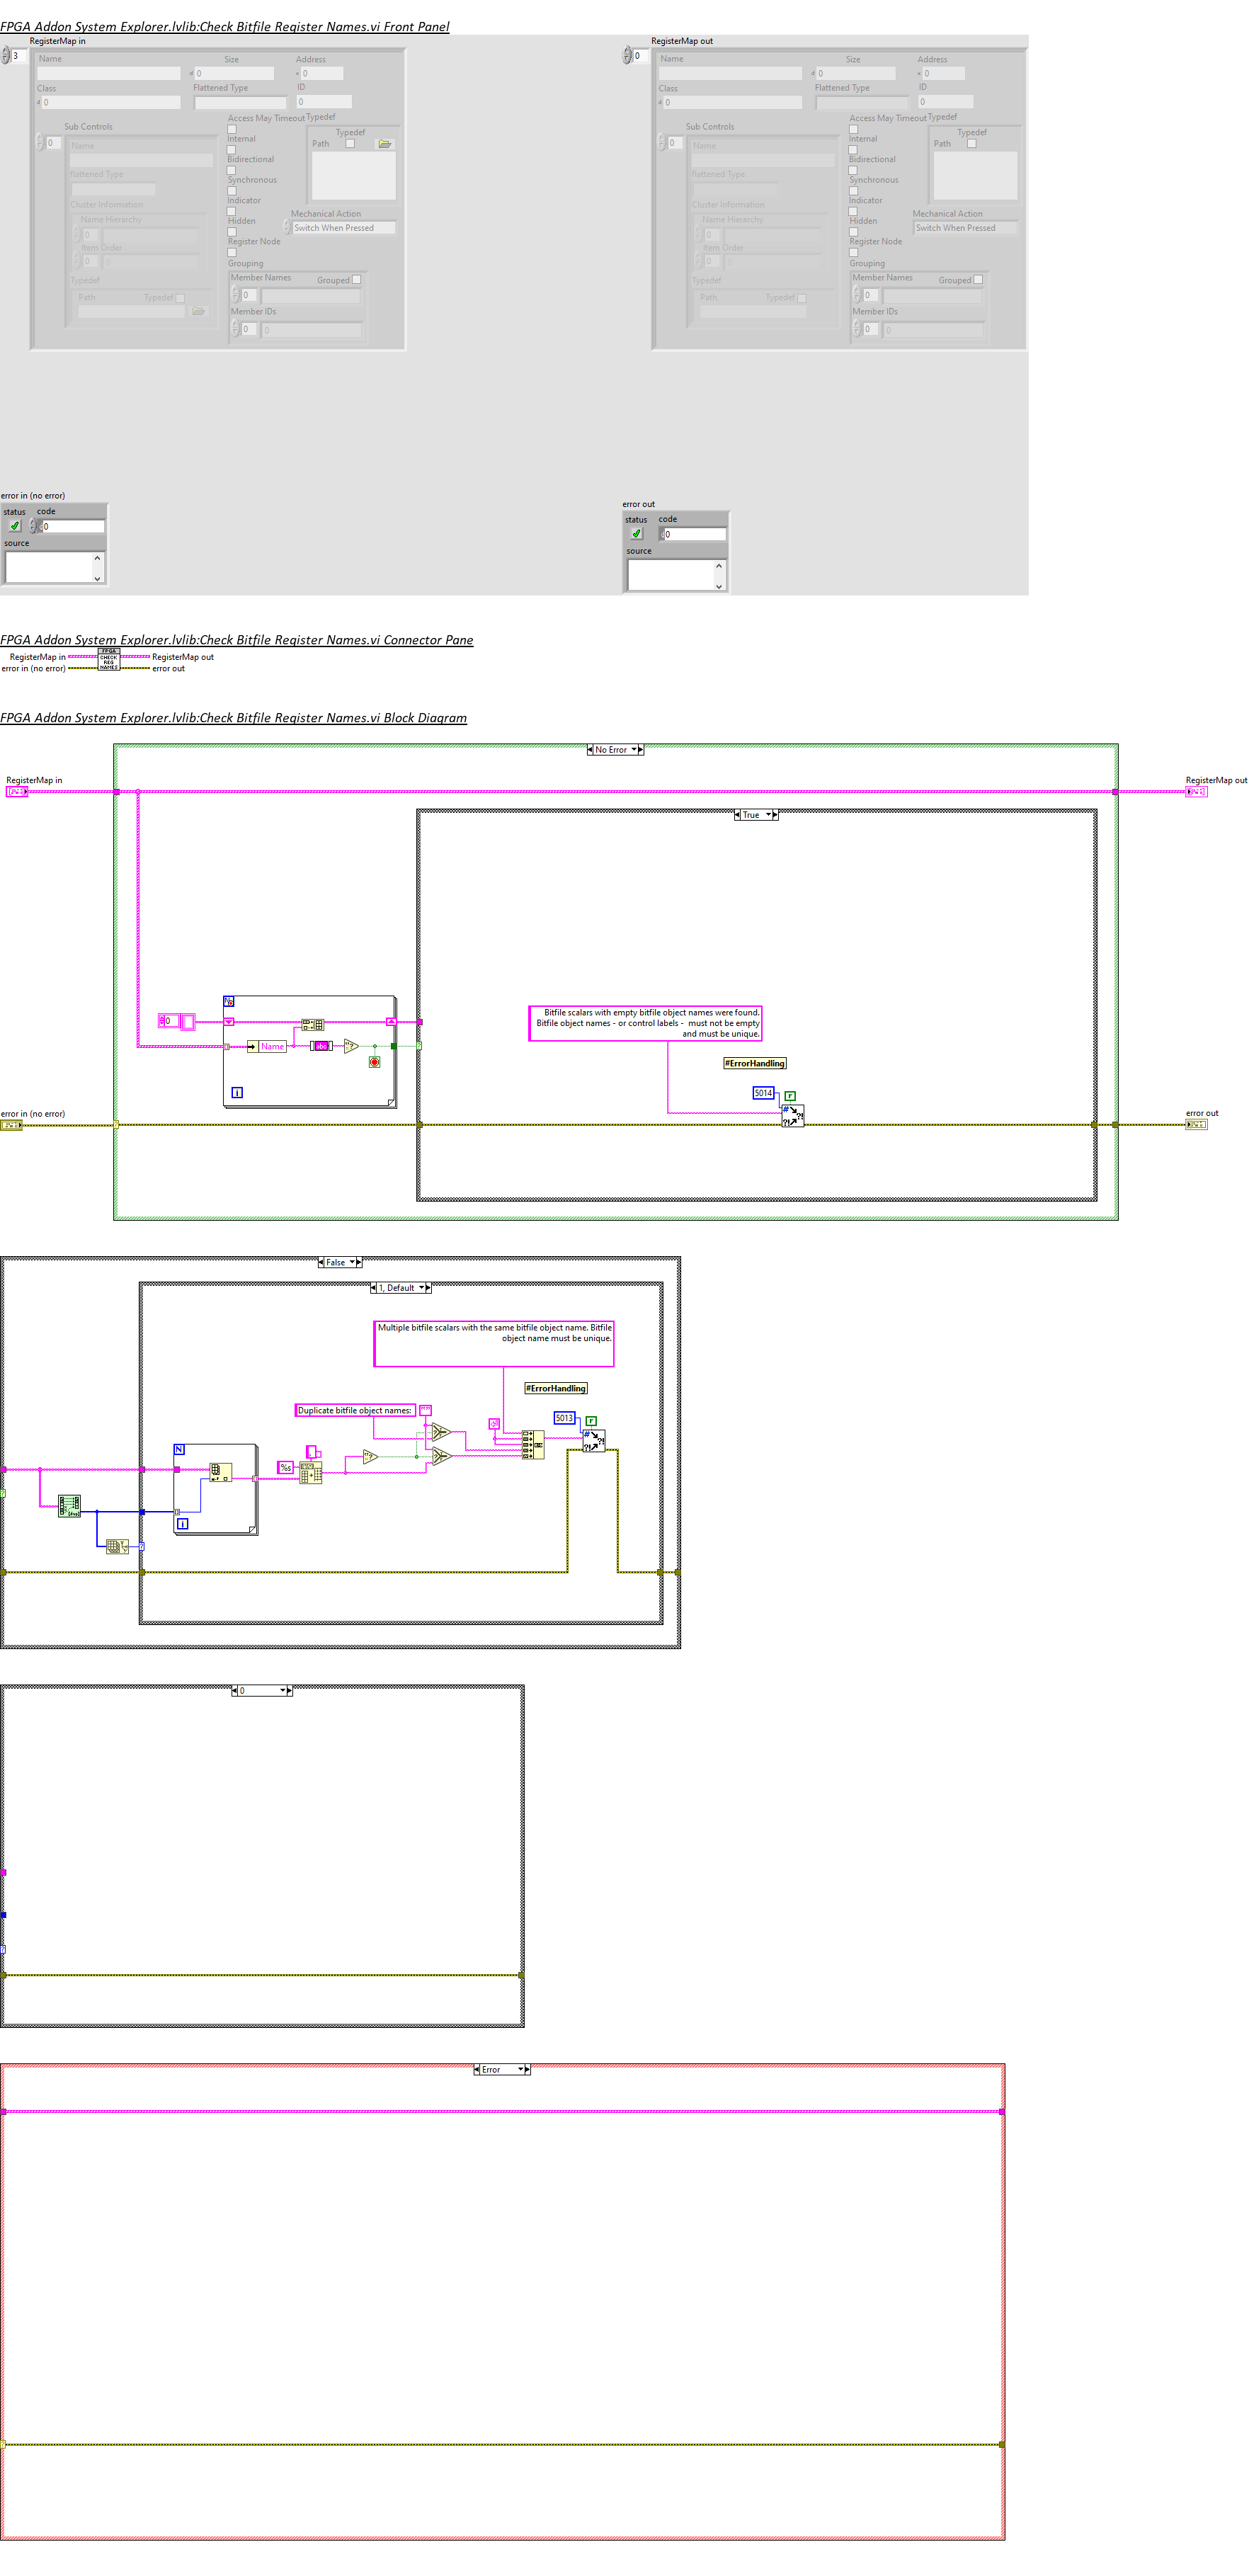 FPGA Addon System Explorer.lvlib:Check Bitfile Register Names.vi Front Panel
RegisterMap in
3
Name
Size
Address
d 0
x 0
Class
Flattened Type
ID
d 0
0
Sub Controls
0
Name
flattened Type
Cluster Information
Name Hierarchy
0
Item Order
0
0
Typedef
Path
Typedef
Access May Timeout
Internal
Bidirectional
Synchronous
Indicator
Hidden
Register Node
Grouping
Typedef
Typedef
Path
Mechanical Action
Switch When Pressed
Member Names
Grouped
0
Member IDs
0
0
RegisterMap out
0
Name
Size
Address
d 0
x 0
Class
Flattened Type
ID
d 0
0
Sub Controls
0
Name
flattened Type
Cluster Information
Name Hierarchy
0
Item Order
0
0
Typedef
Path
Typedef
Access May Timeout
Internal
Bidirectional
Synchronous
Indicator
Hidden
Register Node
Grouping
Typedef
Typedef
Path
Mechanical Action
Switch When Pressed
Member Names
Grouped
0
Member IDs
0
0
error in (no error)
status
code
0
source
error out
status
code
0
source
FPGA Addon System Explorer.lvlib:Check Bitfile Register Names.vi Connector Pane
RegisterMap in
error in (no error)
FPGA
CHECK
REG
NAMES
RegisterMap out
error out
FPGA Addon System Explorer.lvlib:Check Bitfile Register Names.vi Block Diagram
No Error
RegisterMap in
RegisterMap out
True
N
0
Name
i
Bitfile scalars with empty bitfile object names were found.
Bitfile object names - or control labels - must not be empty
and must be unique.
#ErrorHandling
5014
error in (no error)
error out
False
1, Default
Multiple bitfile scalars with the same bitfile object name. Bitfile
object name must be unique.
#ErrorHandling
Duplicate bitfile object names:
5013
N
%s
i
0
Error